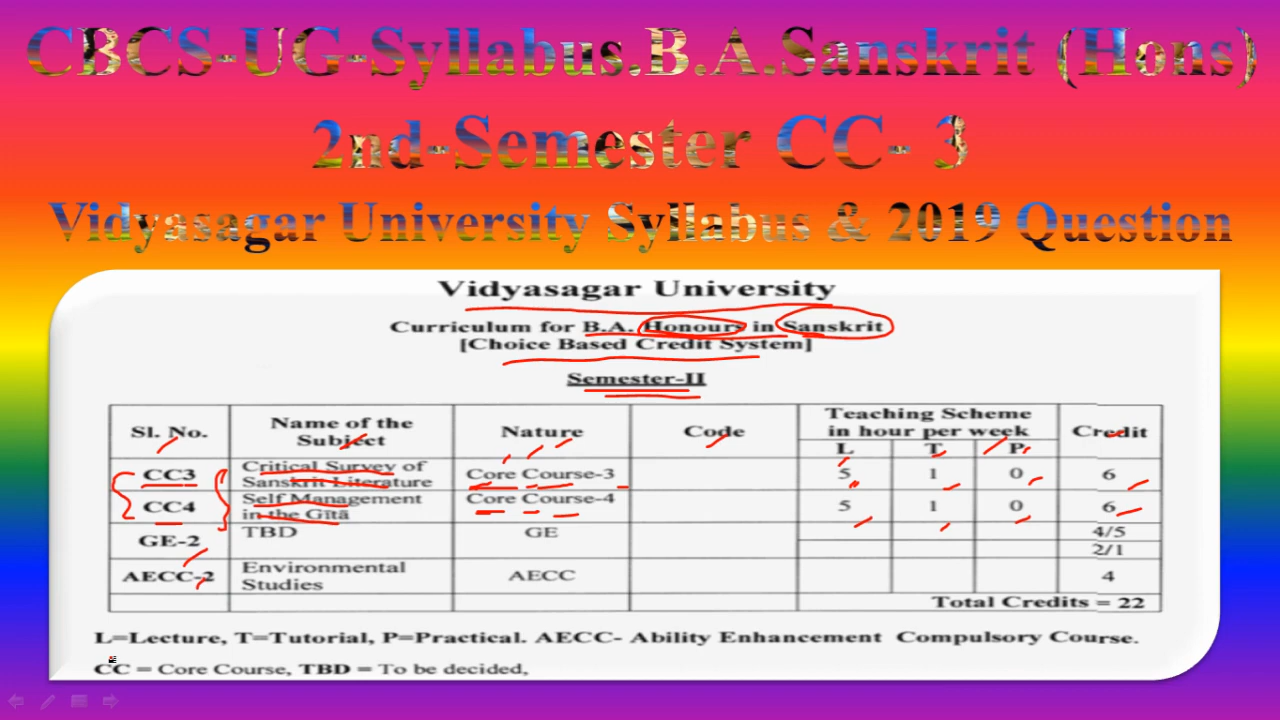 CBCS-UG-Syllabus.B.A.Sanskrit (Hons)
2nd-Semester CC- 3
Vidyasagar University Syllabus & 2019 Question
Vidyasagar University
Curriculum for B.A. Honours in Sanskrit
[Choice Based Credit System]
Semester-II
Sl. No. Name of the Subject Nature Code Teaching Scheme in hour per week Credit
L T P
CC3 Critical Survey of Sanskrit Literature Core Course-3 5 1 0 6
CC4 Self Management in the Gītā Core Course-4 5 1 0 6
GE-2 TBD GE 4/5
2/1
AECC-2 Environmental Studies AECC 4
Total Credits = 22
L=Lecture, T=Tutorial, P=Practical. AECC- Ability Enhancement Compulsory Course.
CC = Core Course, TBD = To be decided,